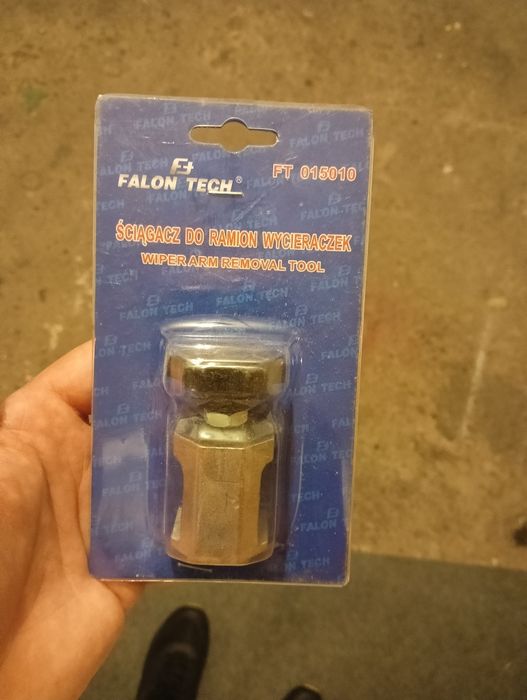 FALON TECH®
FT 015010
ŚCIĄGACZ DO RAMION WYCIERACZEK
WIPER ARM REMOVAL TOOL